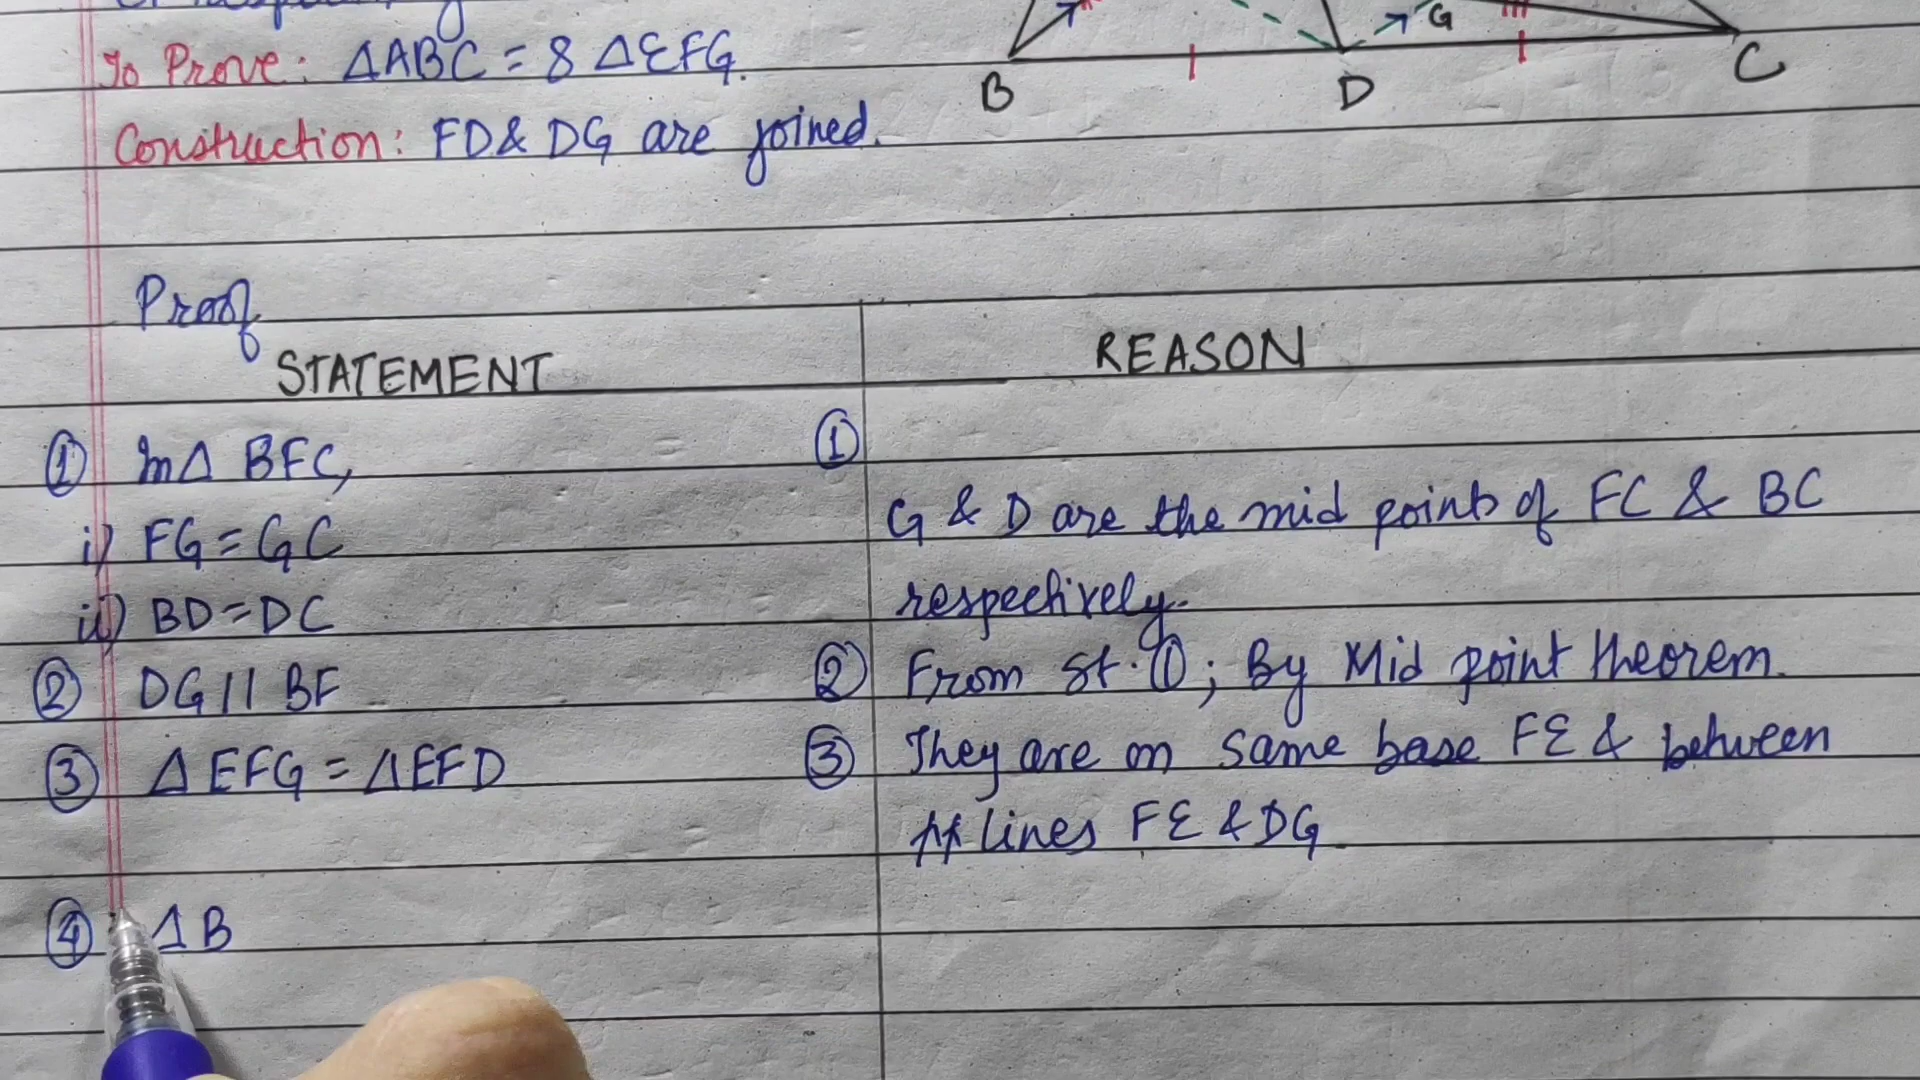 G
To Prove: ΔABC = 8 ΔEFG.
B D C
Construction: FD & DG are joined.
Proof
STATEMENT REASON
① In Δ BFC, ①
i) FG = GC G & D are the mid points of FC & BC
ii) BD = DC respectively.
② DG || BF ② From St. ①; By Mid point theorem.
③ Δ EFG = ΔEFD ③ They are on same base FE & between
lines FE & DG
④ Δ B